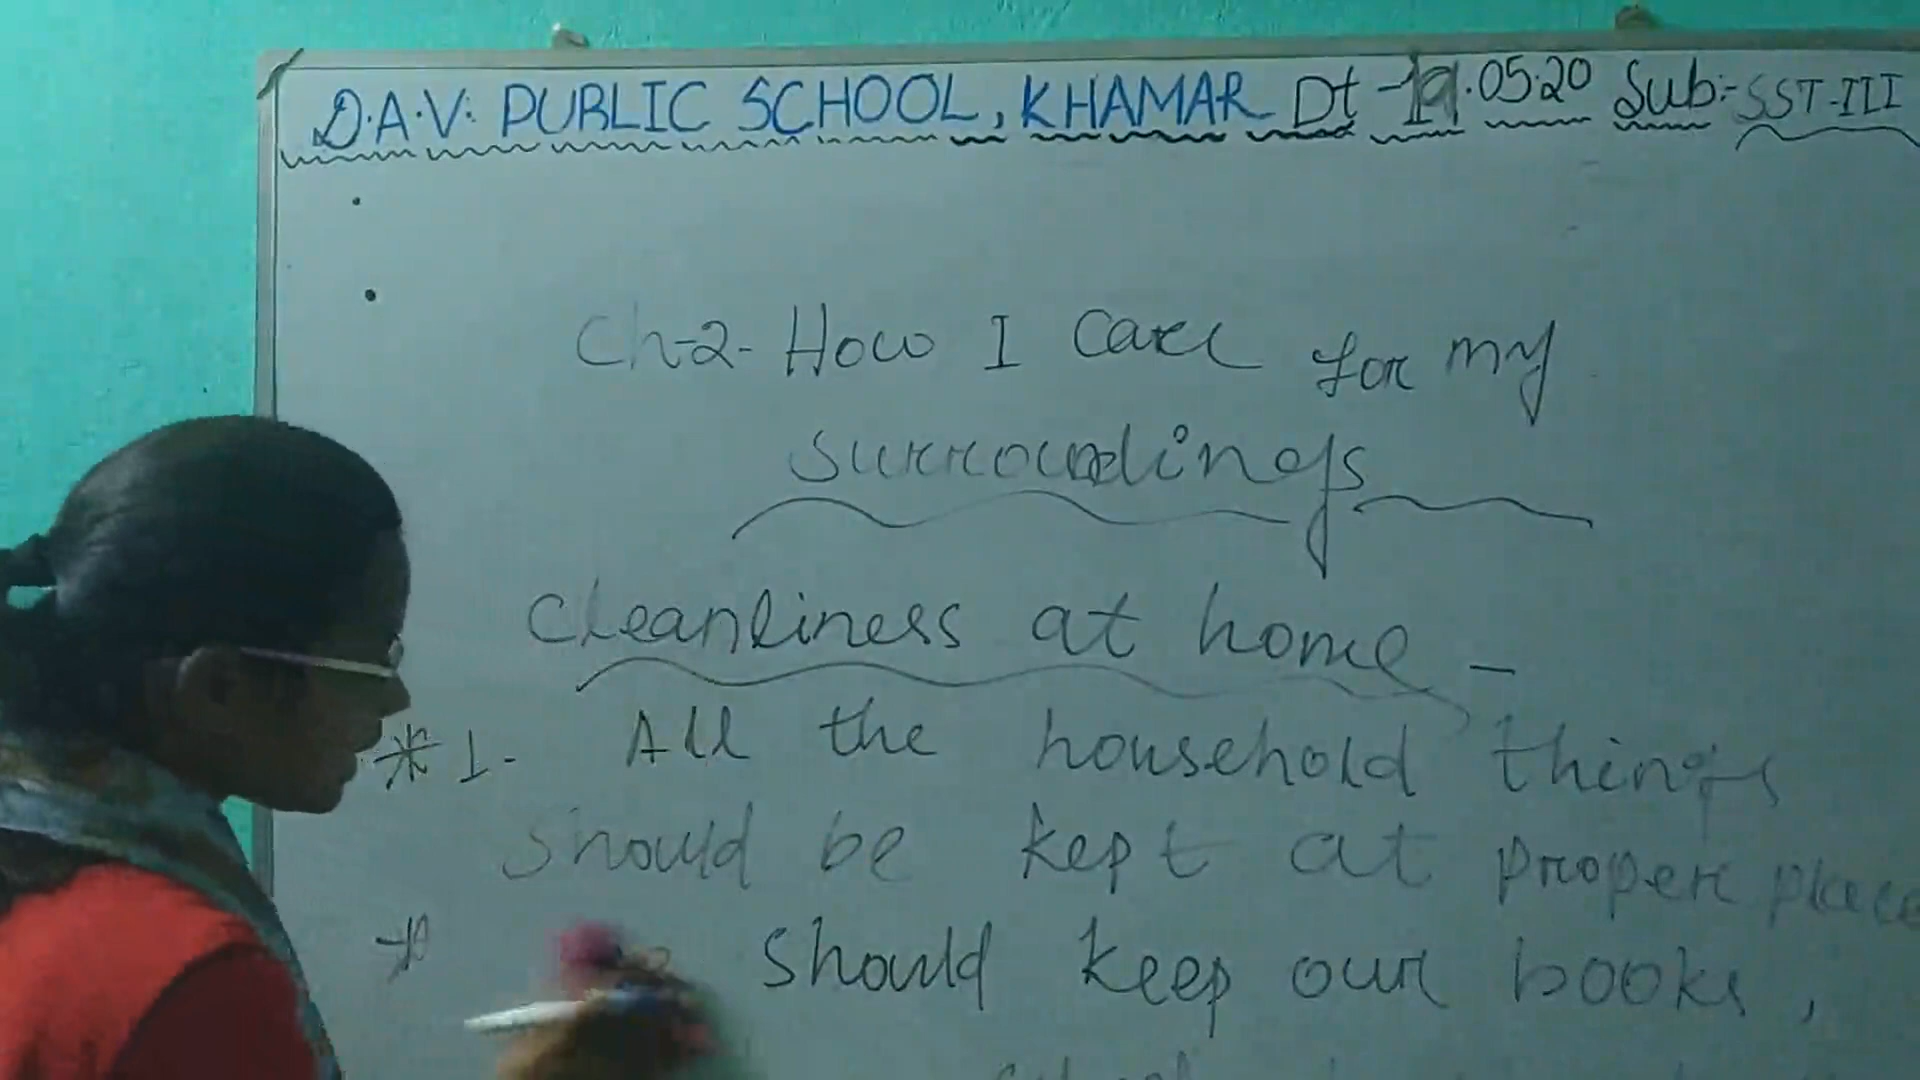 D.A.V. PUBLIC SCHOOL, KHAMAR Dt-19.05.20 Sub:-SST-III
Ch-2- How I care for my
surroundings
Cleanliness at home -
* 1- All the household things
should be kept at proper place
* should keep our books,